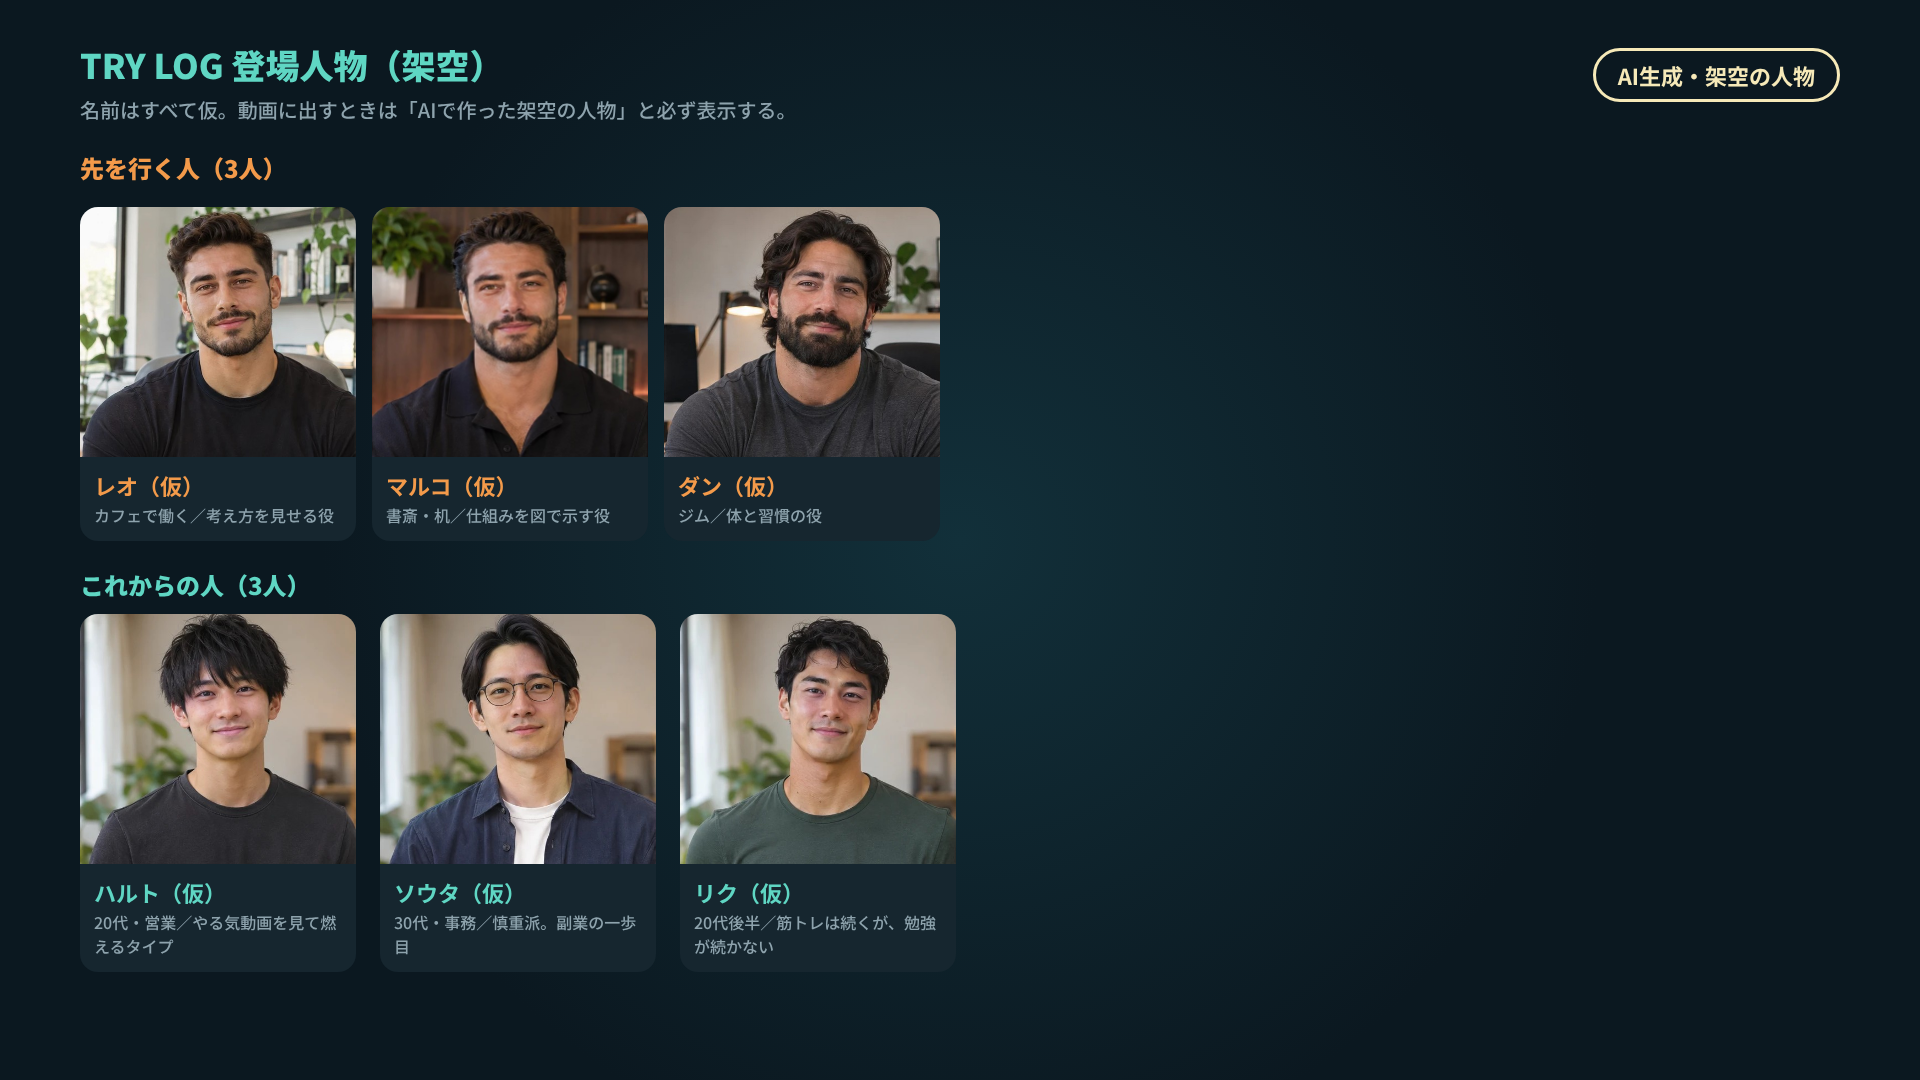 TRY LOG 登場人物（架空）
AI生成・架空の人物
名前はすべて仮。動画に出すときは「AIで作った架空の人物」と必ず表示する。
先を行く人（3人）
レオ（仮）
カフェで働く／考え方を見せる役
マルコ（仮）
書斎・机／仕組みを図で示す役
ダン（仮）
ジム／体と習慣の役
これからの人（3人）
ハルト（仮）
20代・営業／やる気動画を見て燃
えるタイプ
ソウタ（仮）
30代・事務／慎重派。副業の一歩
目
リク（仮）
20代後半／筋トレは続くが、勉強
が続かない